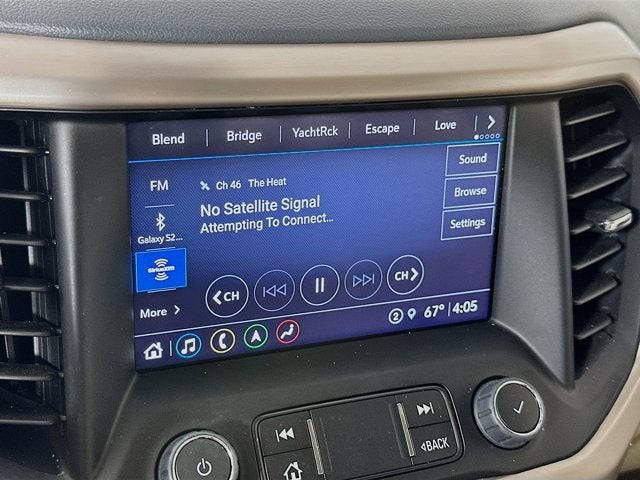 Blend Bridge YachtRck Escape Love
FM
Ch 46 The Heat
Sound
No Satellite Signal
Attempting To Connect...
Browse
Galaxy S2...
Settings
SiriusXM
More >
<CH
CH>
2 67° 4:05
BACK